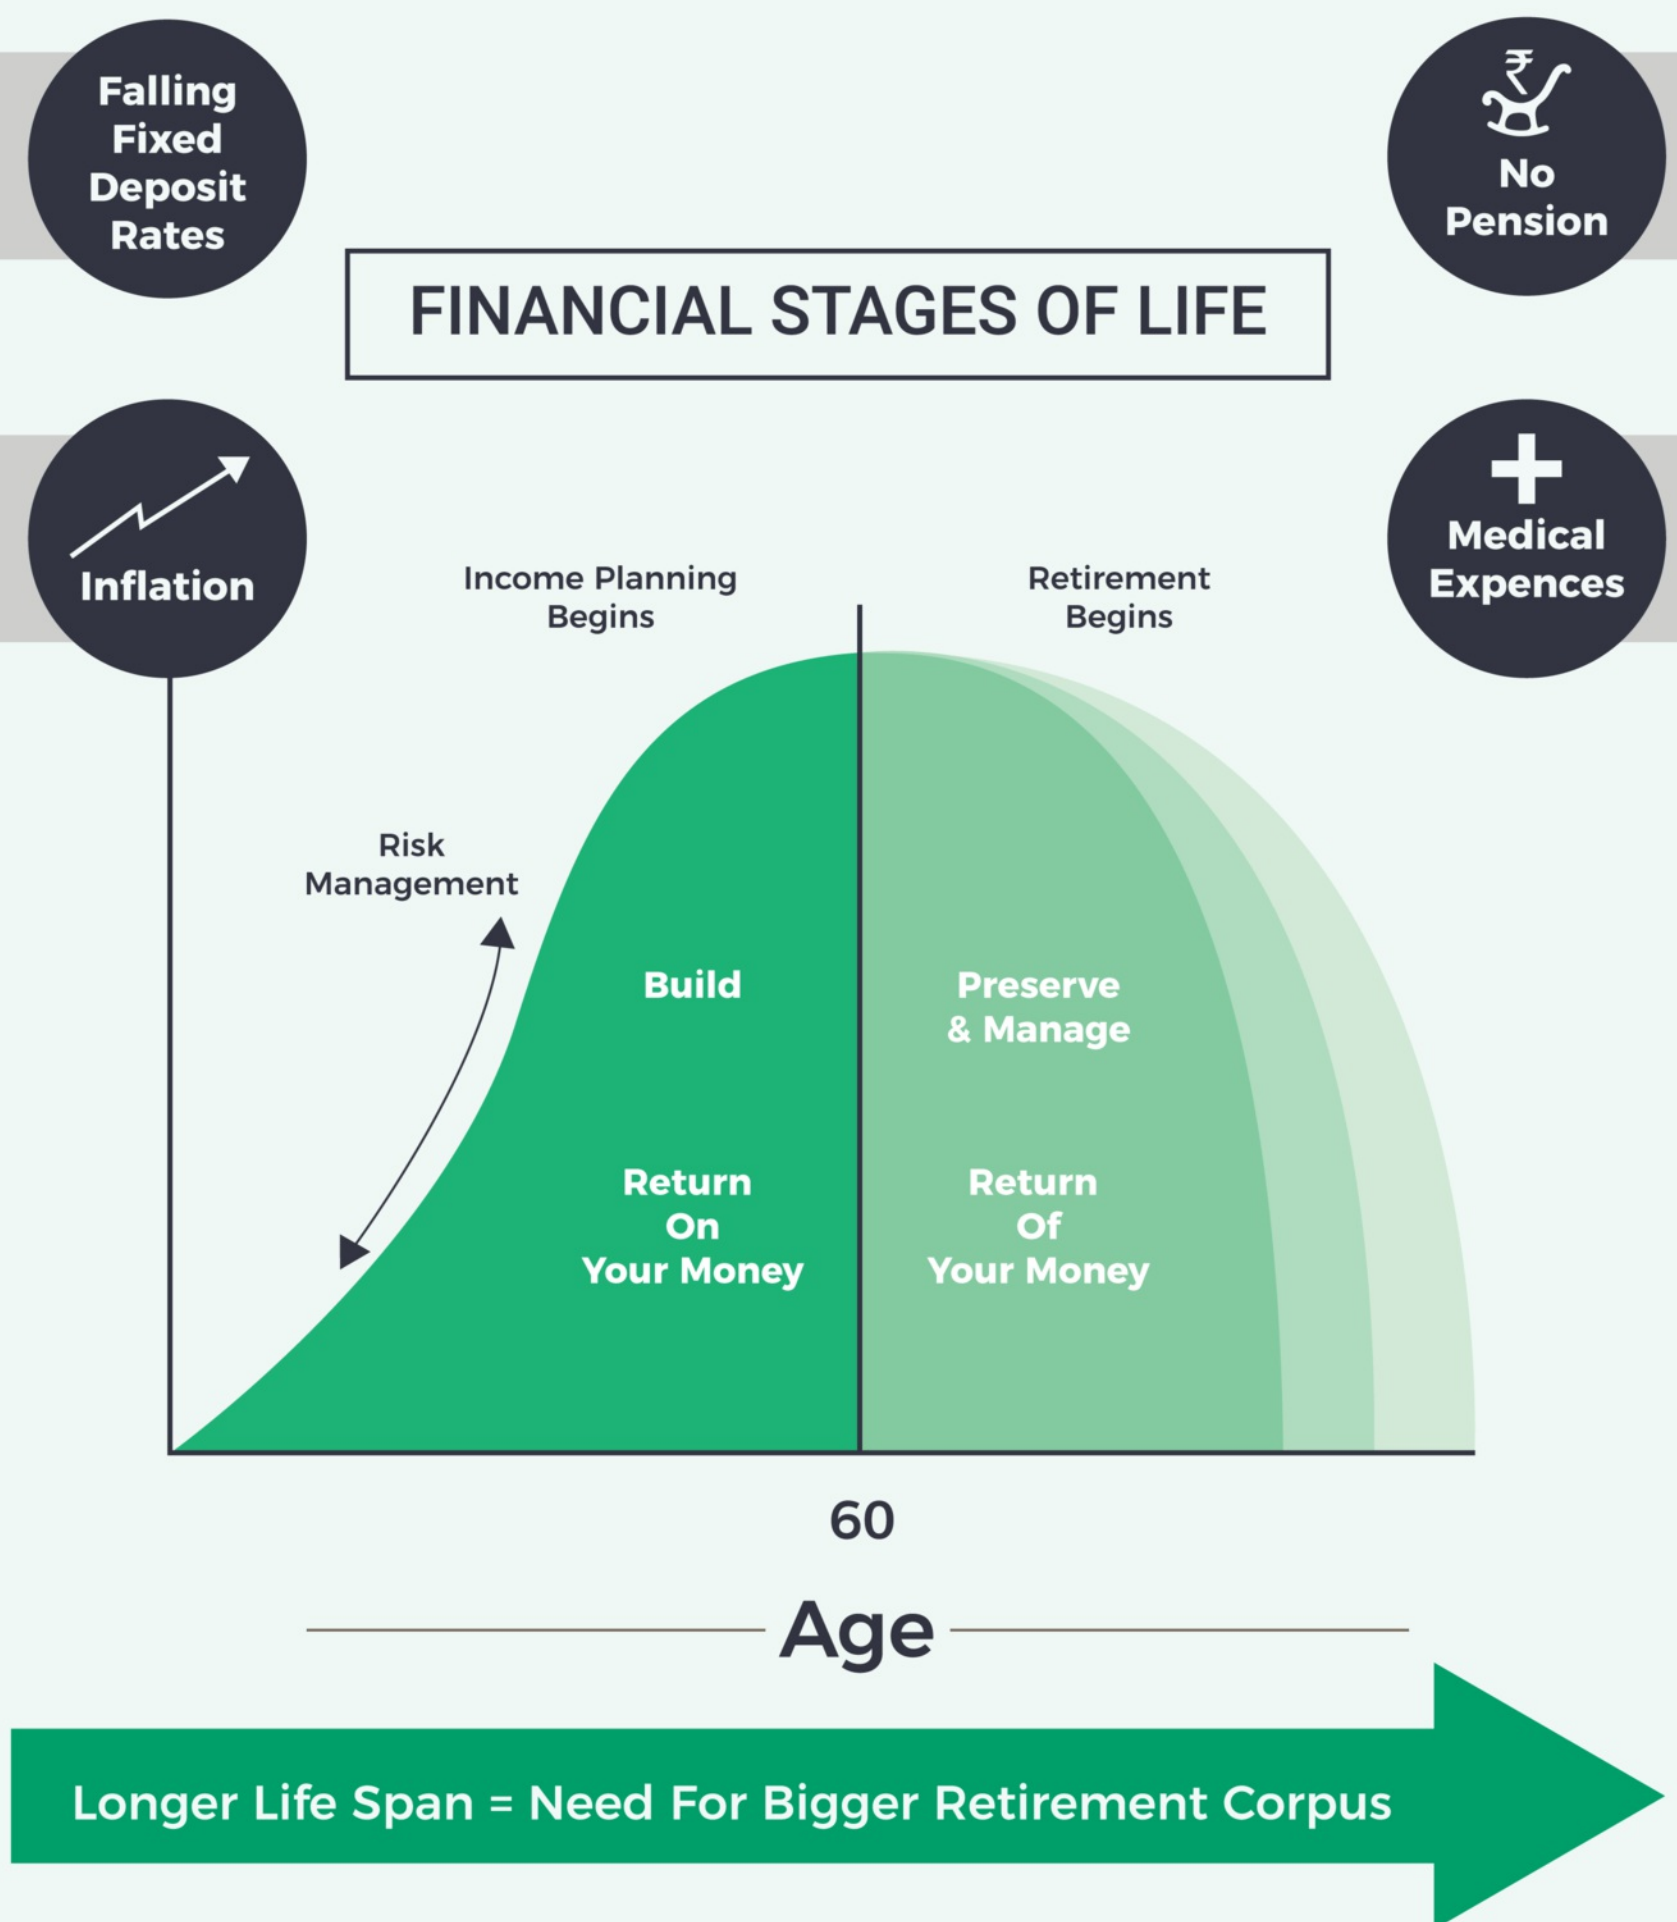 Falling
Fixed
Deposit
Rates
₹
No
Pension
FINANCIAL STAGES OF LIFE
Inflation
Medical
Expences
Income Planning
Begins
Retirement
Begins
Risk
Management
Build
Preserve
& Manage
Return
On
Your Money
Return
Of
Your Money
60
Age
Longer Life Span = Need For Bigger Retirement Corpus